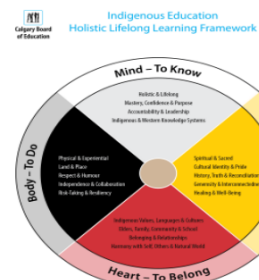 Calgary Board
of Education
Indigenous Education
Holistic Lifelong Learning Framework
Mind – To Know
Holistic & Lifelong
Mastery, Confidence & Purpose
Accountability & Leadership
Indigenous & Western Knowledge Systems
Body – To Do
Physical & Experiential
Land & Place
Respect & Honour
Independence & Collaboration
Risk-Taking & Resiliency
Spiritual & Sacred
Cultural Identity & Pride
History, Truth & Reconciliation
Generosity & Interconnectedne
Healing & Well-Being
Indigenous Values, Languages & Cultures
Elders, Family, Community & School
Belonging & Relationships
Harmony with Self, Others & Natural World
Heart – To Belong